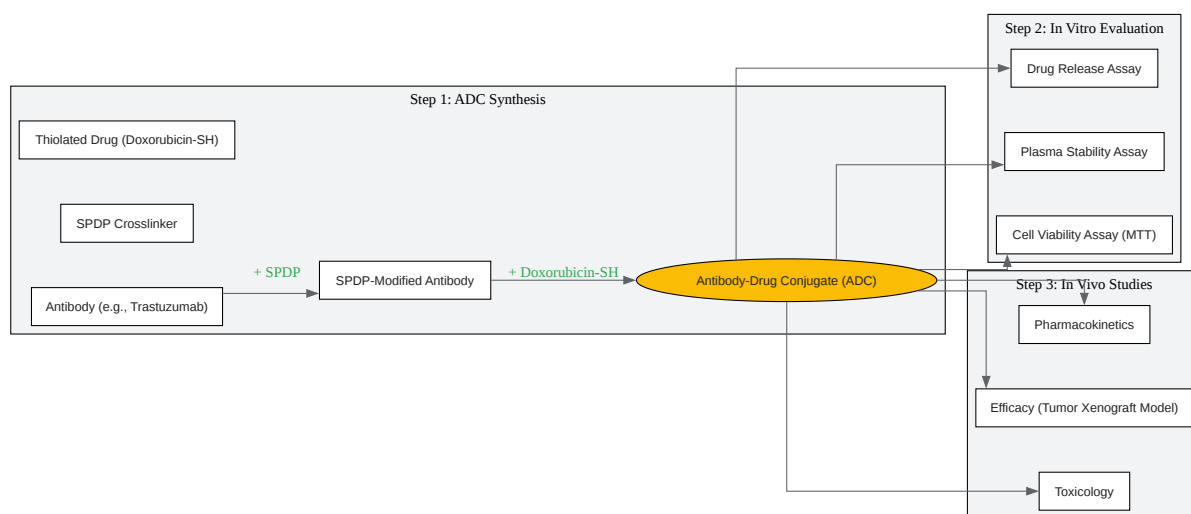 Step 1: ADC Synthesis
Thiolated Drug (Doxorubicin-SH)
SPDP Crosslinker
Antibody (e.g., Trastuzumab)
+ SPDP
SPDP-Modified Antibody
+ Doxorubicin-SH
Antibody-Drug Conjugate (ADC)
Step 2: In Vitro Evaluation
Drug Release Assay
Plasma Stability Assay
Cell Viability Assay (MTT)
Step 3: In Vivo Studies
Pharmacokinetics
Efficacy (Tumor Xenograft Model)
Toxicology